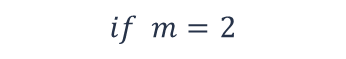 if m = 2